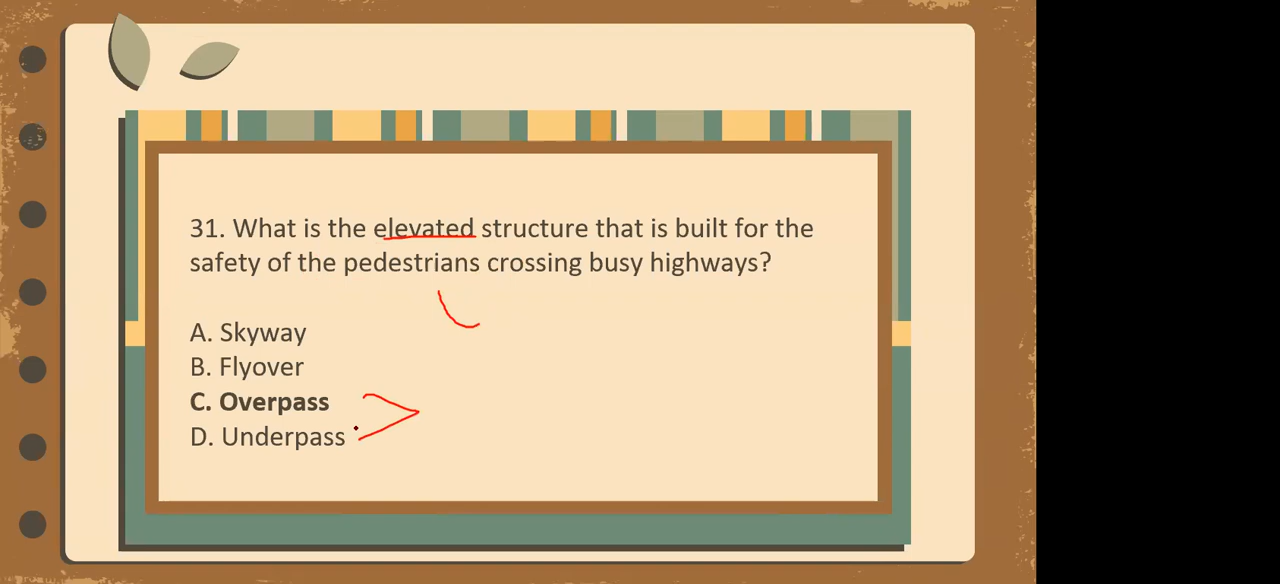 31. What is the elevated structure that is built for the
safety of the pedestrians crossing busy highways?
A. Skyway
B. Flyover
C. Overpass
D. Underpass